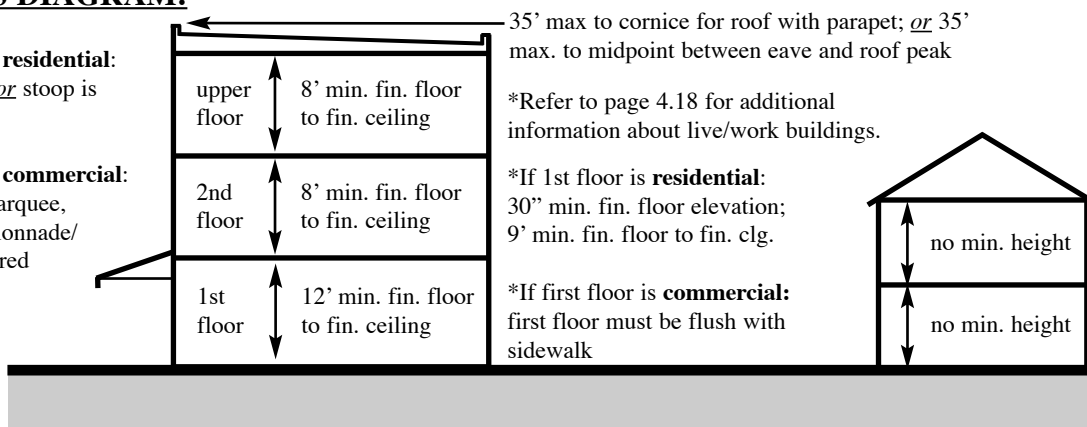 DIAGRAM:
35’ max to cornice for roof with parapet; or 35’
max. to midpoint between eave and roof peak
residential:
or stoop is
commercial:
upper
floor
8’ min. fin. floor
to fin. ceiling
2nd
floor
8’ min. fin. floor
to fin. ceiling
1st
floor
12’ min. fin. floor
to fin. ceiling
*Refer to page 4.18 for additional
information about live/work buildings.
*If 1st floor is residential:
30” min. fin. floor elevation;
9’ min. fin. floor to fin. clg.
*If first floor is commercial:
first floor must be flush with
sidewalk
no min. height
no min. height